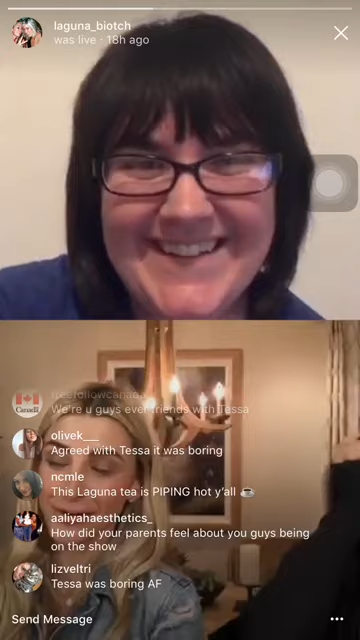 laguna_biotch
was live · 18h ago
freefollowcanada
We're u guys ever friends with Tessa
olivek___
Agreed with Tessa it was boring
ncmle
This Laguna tea is PIPING hot y'all ☕
aaliyahaesthetics_
How did your parents feel about you guys being
on the show
lizveltri
Tessa was boring AF
Send Message